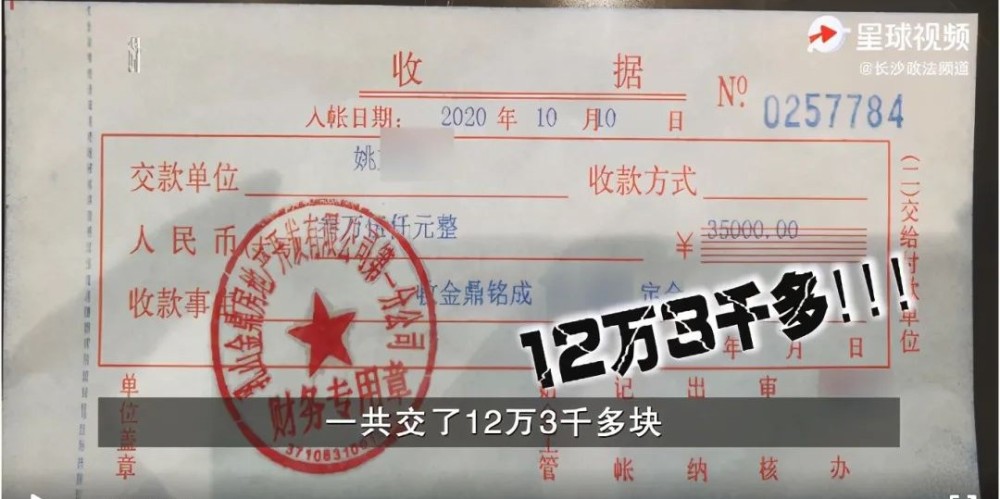 星球视频
@长沙政法频道
收 据
Nº 0257784
入帐日期： 2020 年 10 月 10 日
交款单位 姚
收款方式
人民币 叁万伍仟元整 ¥ 35000.00
收款事 收金鼎铭成 定金
12万3千多!!!
年 月 日
(二)交给付款单位
单位盖章
财务专用章
管 帐 纳 核 办
记 出 审
一共交了12万3千多块